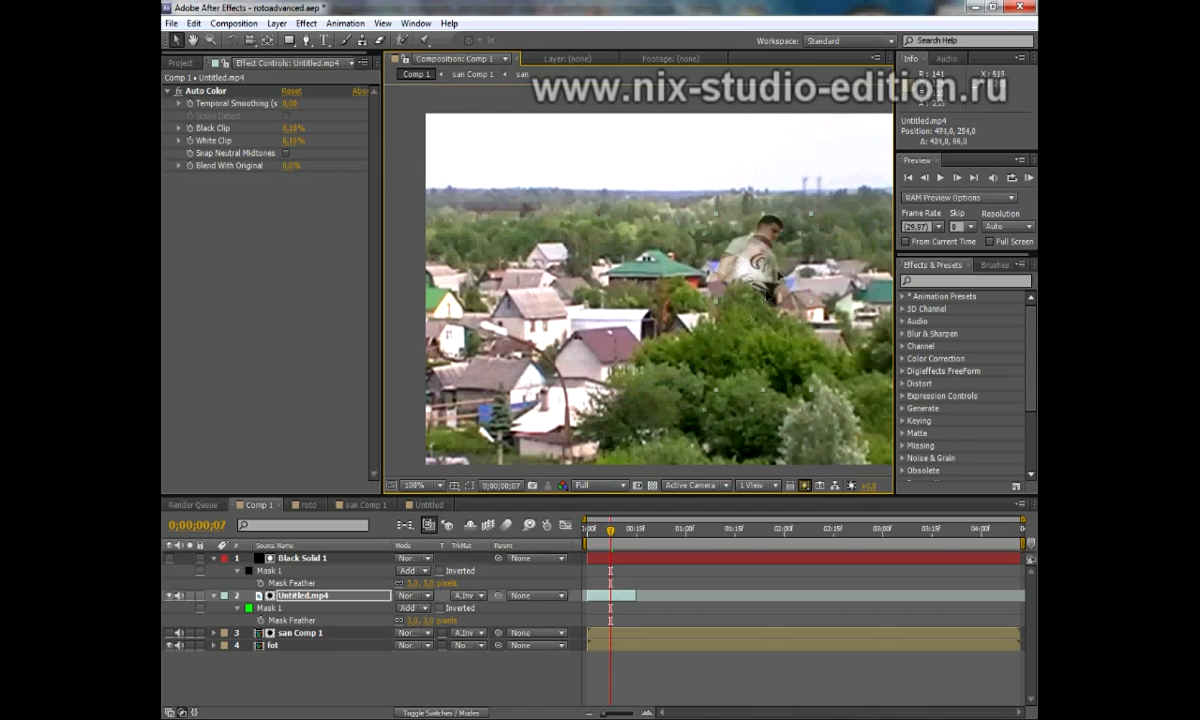 Adobe After Effects - rotoadvanced.aep *
File Edit Composition Layer Effect Animation View Window Help
Workspace: Standard Search Help
Project Effect Controls: Untitled.mp4 Composition: Comp 1 Layer: (none) Footage: (none) Info Audio
Comp 1 • Untitled.mp4 Comp 1 san Comp 1 san
www.nix-studio-edition.ru
Auto Color Reset
Temporal Smoothing (s 0,00
Scene Detect
Black Clip 0,10%
White Clip 0,10%
Snap Neutral Midtones
Blend With Original 0,0%
Untitled.mp4
Position: 491,0, 254,0
Preview
RAM Preview Options
Frame Rate Skip Resolution
(29,97) 0 Auto
From Current Time Full Screen
Effects & Presets Brushes
* Animation Presets
3D Channel
Audio
Blur & Sharpen
Channel
Color Correction
Digieffects FreeForm
Distort
Expression Controls
Generate
Keying
Matte
Missing
Noise & Grain
Obsolete
100% 0;00;00;07 Full Active Camera 1 View +0,0
Render Queue Comp 1 roto san Comp 1 Untitled
0;00;00;07
:00f 00:15f 01:00f 01:15f 02:00f 02:15f 03:00f 03:15f 04:00f
# Source Name Mode T TrkMat Parent
1 Black Solid 1 Nor... None
Mask 1 Add Inverted
Mask Feather 3,0, 3,0 pixels
2 Untitled.mp4 Nor A.Inv None
Mask 1 Add Inverted
Mask Feather 3,0, 3,0 pixels
3 san Comp 1 Nor... A.Inv None
4 fot Nor... No... None
Toggle Switches / Modes